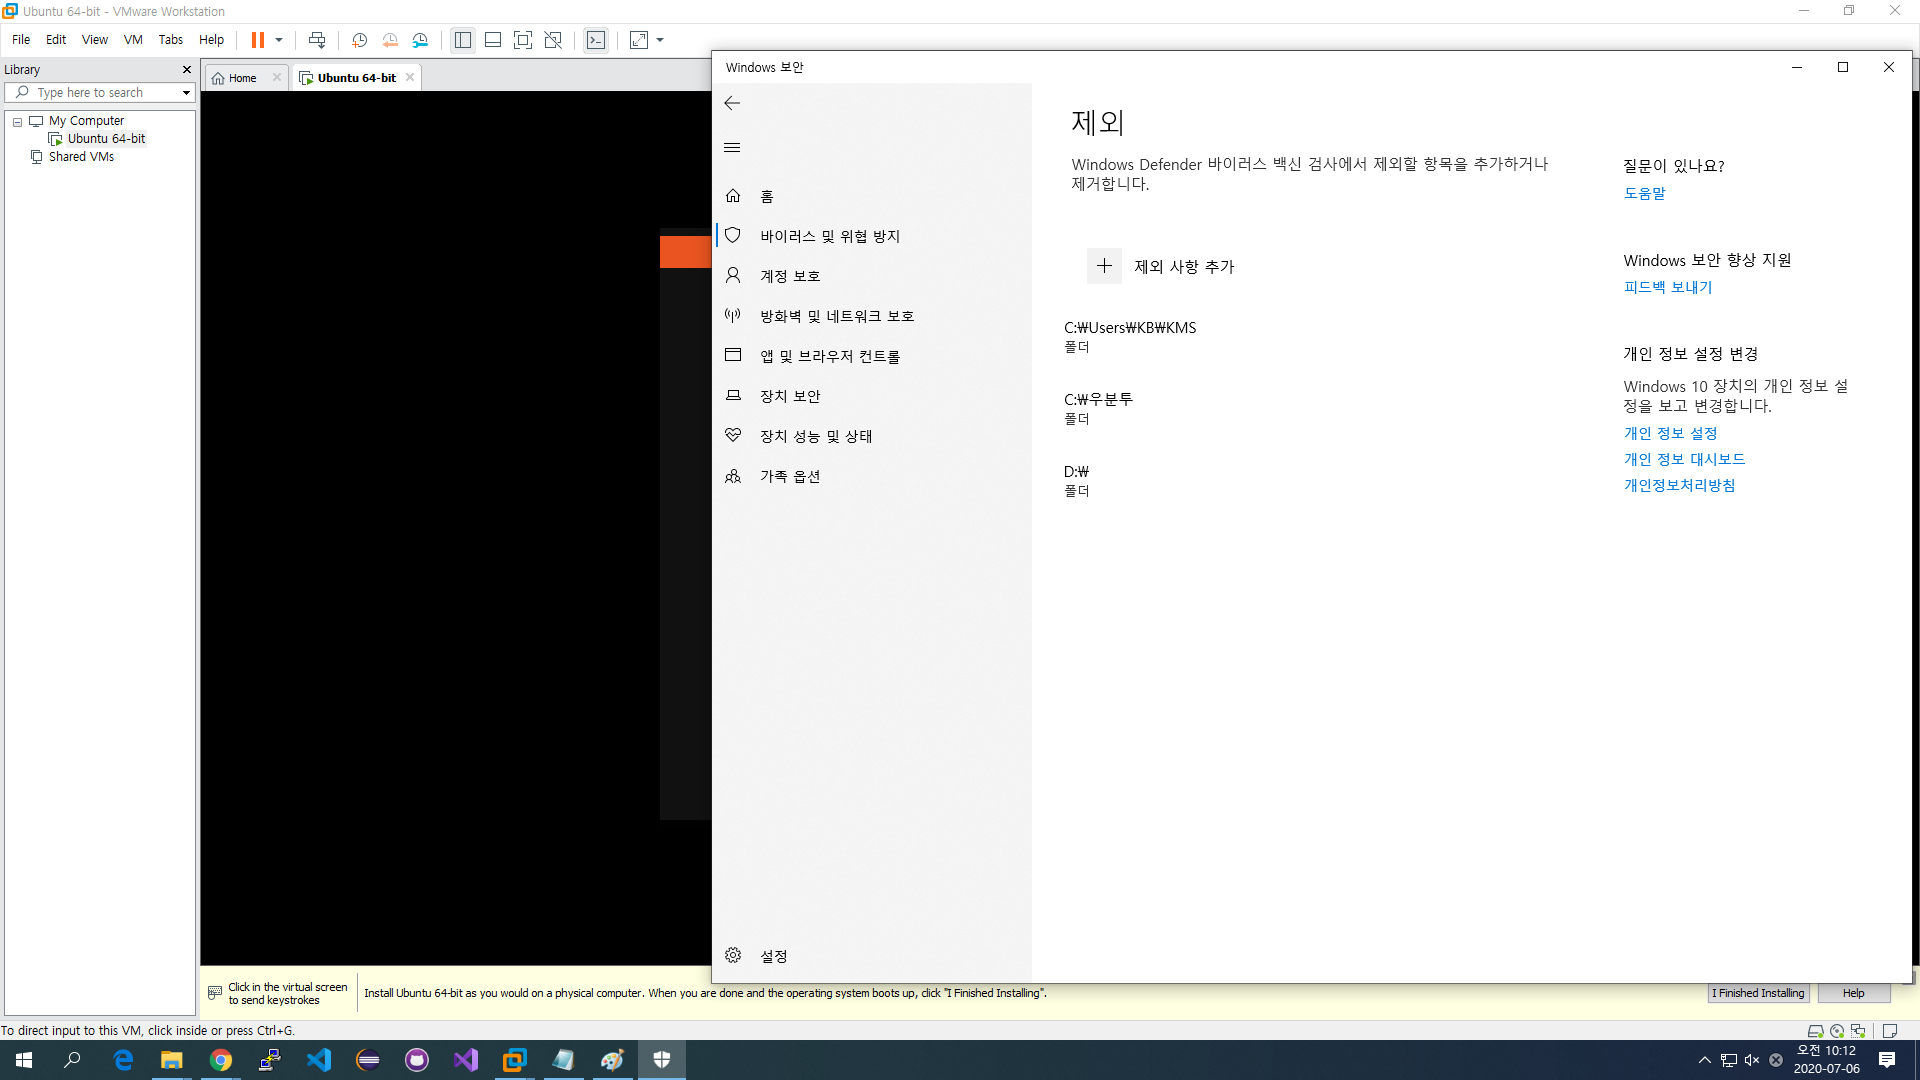 Ubuntu 64-bit - VMware Workstation
File Edit View VM Tabs Help
Library
Type here to search
My Computer
Ubuntu 64-bit
Shared VMs
Home
Ubuntu 64-bit
Windows 보안
홈
바이러스 및 위협 방지
계정 보호
방화벽 및 네트워크 보호
앱 및 브라우저 컨트롤
장치 보안
장치 성능 및 상태
가족 옵션
설정
제외
Windows Defender 바이러스 백신 검사에서 제외할 항목을 추가하거나
제거합니다.
제외 사항 추가
C:₩Users₩KB₩KMS
폴더
C:₩우분투
폴더
D:₩
폴더
질문이 있나요?
도움말
Windows 보안 향상 지원
피드백 보내기
개인 정보 설정 변경
Windows 10 장치의 개인 정보 설
정을 보고 변경합니다.
개인 정보 설정
개인 정보 대시보드
개인정보처리방침
Click in the virtual screen
to send keystrokes
Install Ubuntu 64-bit as you would on a physical computer. When you are done and the operating system boots up, click "I Finished Installing".
I Finished Installing
Help
To direct input to this VM, click inside or press Ctrl+G.
오전 10:12
2020-07-06